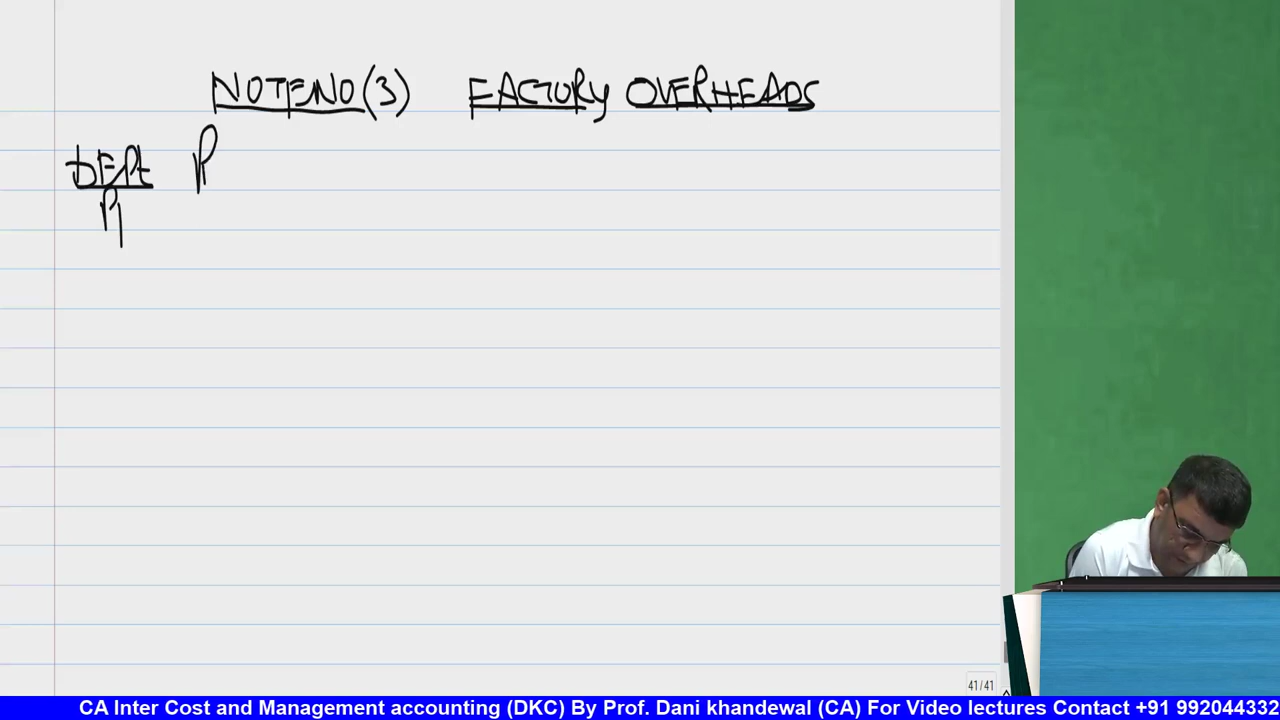 NOTE NO (3) FACTORY OVERHEADS
DEPt P
P1
41/41
CA Inter Cost and Management accounting (DKC) By Prof. Dani khandewal (CA) For Video lectures Contact +91 992044332